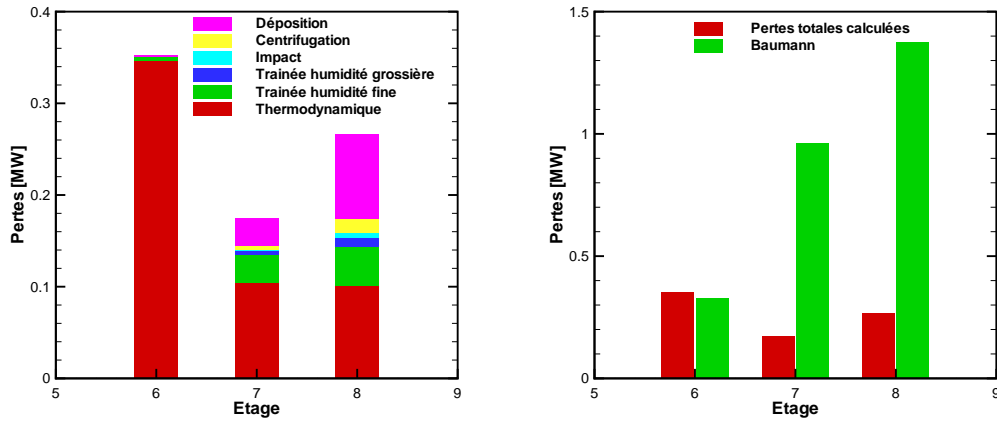 0.4
0.3
0.2
0.1
0
Pertes [MW]
Déposition
Centrifugation
Impact
Trainée humidité grossière
Trainée humidité fine
Thermodynamique
5
6
7
8
9
Etage
1.5
1
0.5
0
Pertes [MW]
Pertes totales calculées
Baumann
5
6
7
8
9
Etage